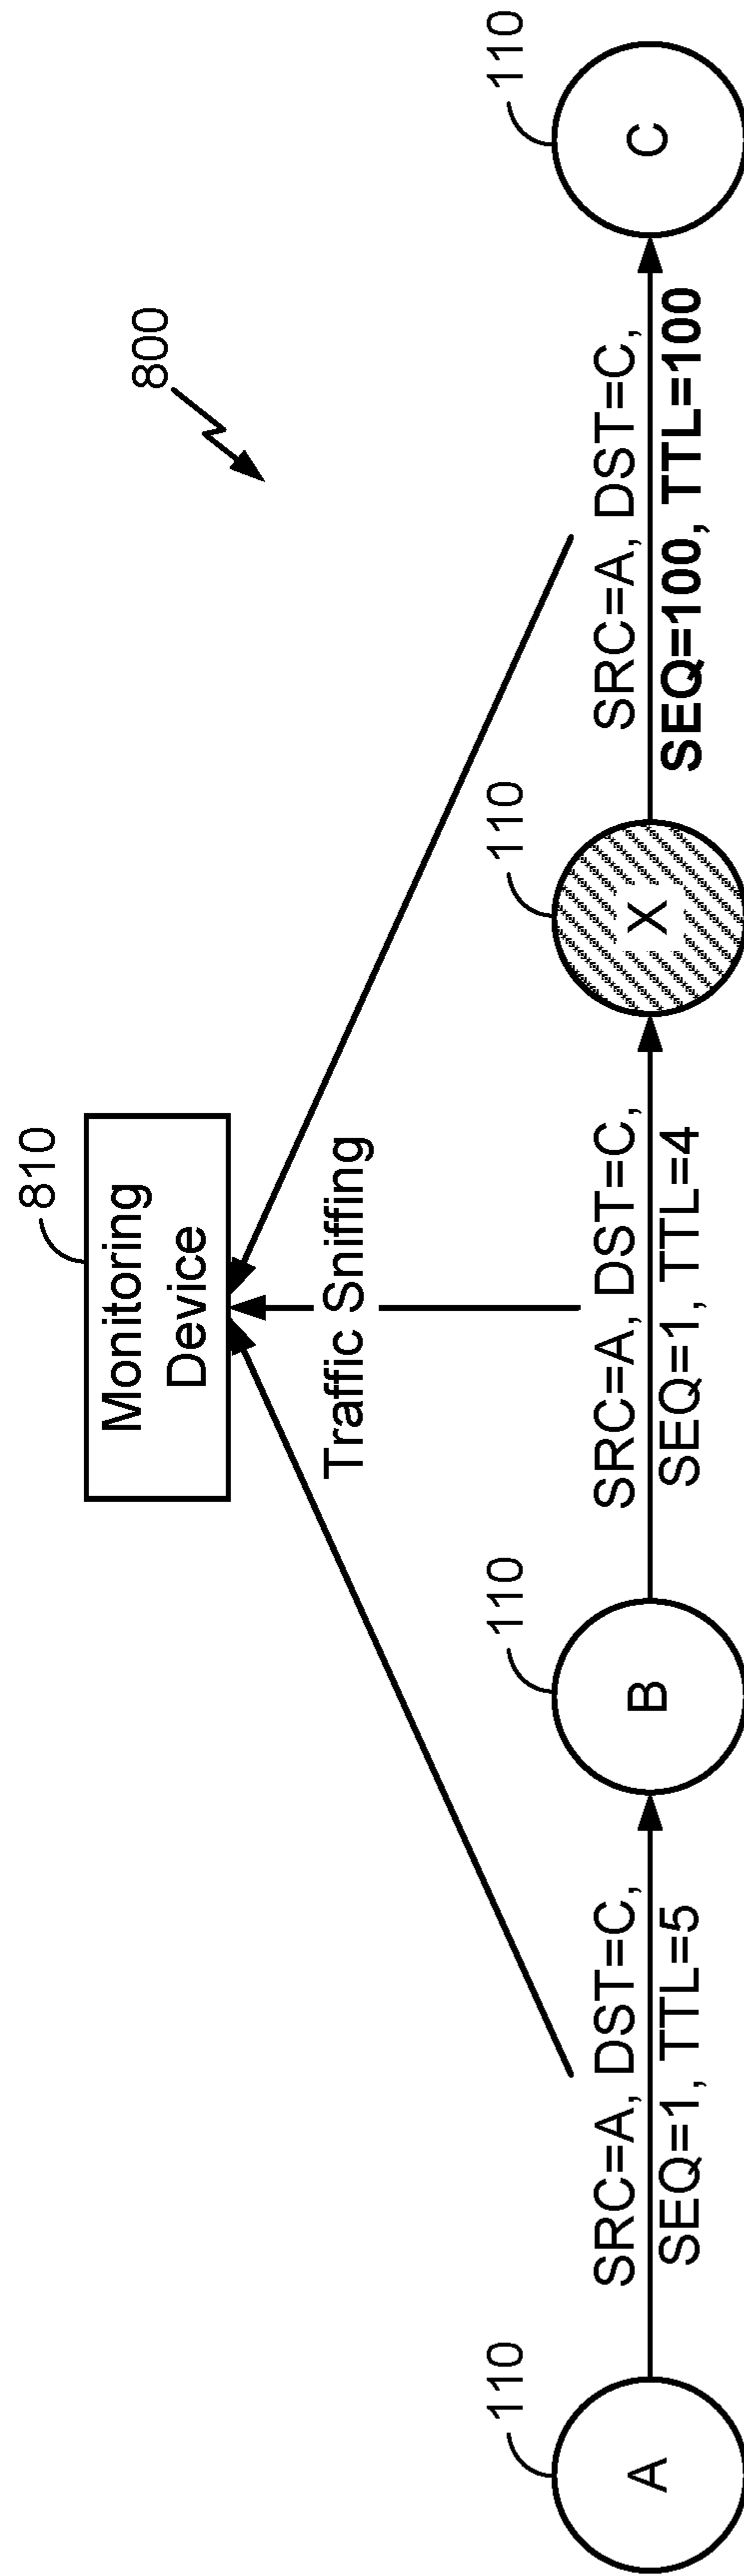 800
810
Monitoring
Device
Traffic Sniffing
110
A
SRC=A, DST=C,
SEQ=1, TTL=5
110
B
SRC=A, DST=C,
SEQ=1, TTL=4
110
X
SRC=A, DST=C,
SEQ=100, TTL=100
110
C